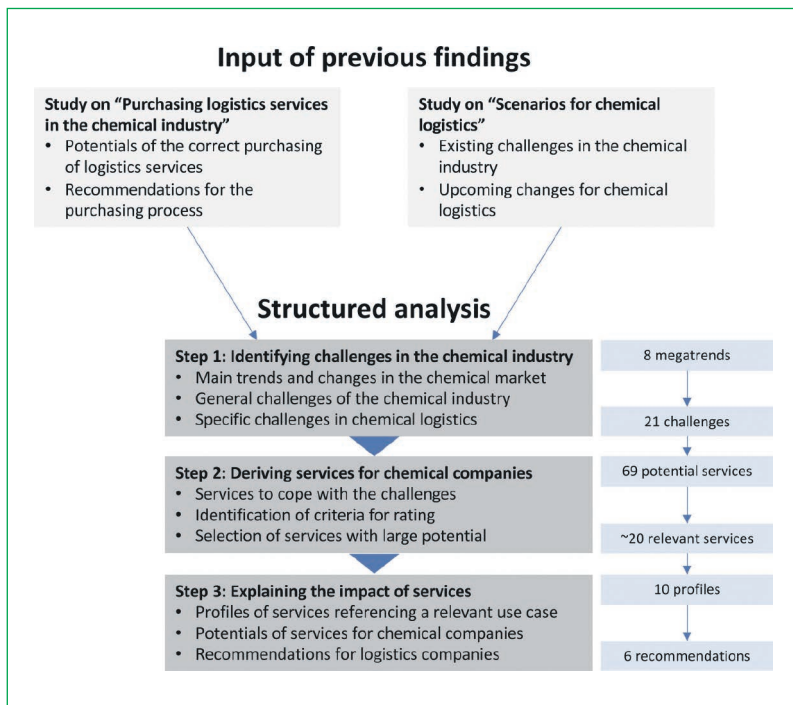 Input of previous findings
Study on “Purchasing logistics services
in the chemical industry”
• Potentials of the correct purchasing
of logistics services
• Recommendations for the
purchasing process
Study on “Scenarios for chemical
logistics”
• Existing challenges in the chemical
industry
• Upcoming changes for chemical
logistics
Structured analysis
Step 1: Identifying challenges in the chemical industry
• Main trends and changes in the chemical market
• General challenges of the chemical industry
• Specific challenges in chemical logistics
8 megatrends
21 challenges
Step 2: Deriving services for chemical companies
• Services to cope with the challenges
• Identification of criteria for rating
• Selection of services with large potential
69 potential services
~20 relevant services
Step 3: Explaining the impact of services
• Profiles of services referencing a relevant use case
• Potentials of services for chemical companies
• Recommendations for logistics companies
10 profiles
6 recommendations